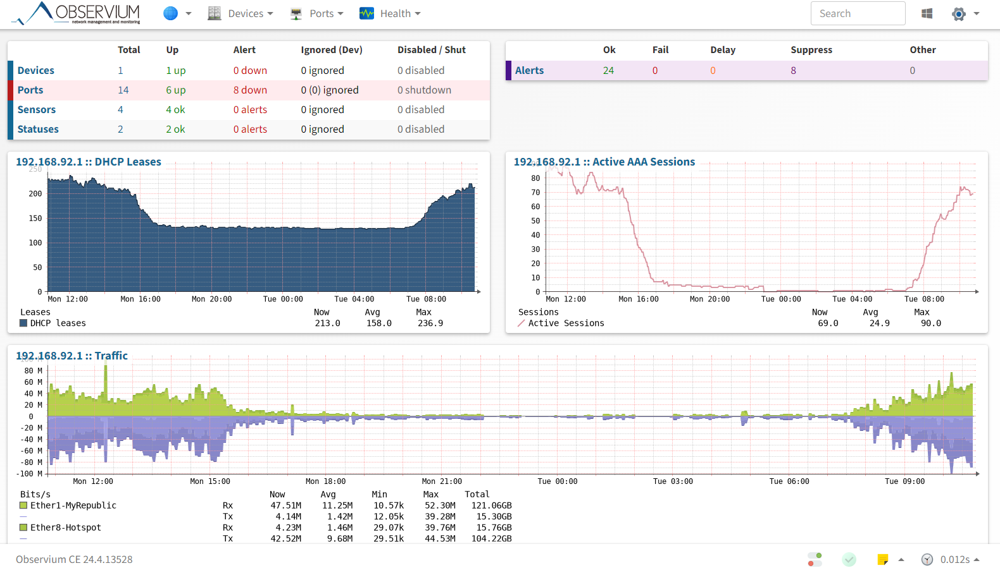 OBSERVIUM
network management and monitoring
Devices Ports Health Search
Total Up Alert Ignored (Dev) Disabled / Shut
Devices 1 1 up 0 down 0 ignored 0 disabled
Ports 14 6 up 8 down 0 (0) ignored 0 shutdown
Sensors 4 4 ok 0 alerts 0 ignored 0 disabled
Statuses 2 2 ok 0 alerts 0 ignored 0 disabled
Ok Fail Delay Suppress Other
Alerts 24 0 0 8 0
192.168.92.1 :: DHCP Leases
250
200
150
100
50
0
Mon 12:00 Mon 16:00 Mon 20:00 Tue 00:00 Tue 04:00 Tue 08:00
Leases Now Avg Max
DHCP leases 213.0 158.0 236.9
192.168.92.1 :: Active AAA Sessions
90
80
70
60
50
40
30
20
10
0
Mon 12:00 Mon 16:00 Mon 20:00 Tue 00:00 Tue 04:00 Tue 08:00
Sessions Now Avg Max
Active Sessions 69.0 24.9 90.0
192.168.92.1 :: Traffic
100 M
80 M
60 M
40 M
20 M
0
-20 M
-40 M
-60 M
-80 M
-100 M
Mon 12:00 Mon 15:00 Mon 18:00 Mon 21:00 Tue 00:00 Tue 03:00 Tue 06:00 Tue 09:00
Bits/s Now Avg Min Max Total
Ether1-MyRepublic Rx 47.51M 11.25M 10.57k 52.30M 121.06GB
Tx 4.14M 1.42M 12.05k 39.28M 15.30GB
Ether8-Hotspot Rx 4.23M 1.46M 29.07k 39.76M 15.76GB
Tx 42.52M 9.68M 29.51k 44.53M 104.22GB
Observium CE 24.4.13528 0.012s